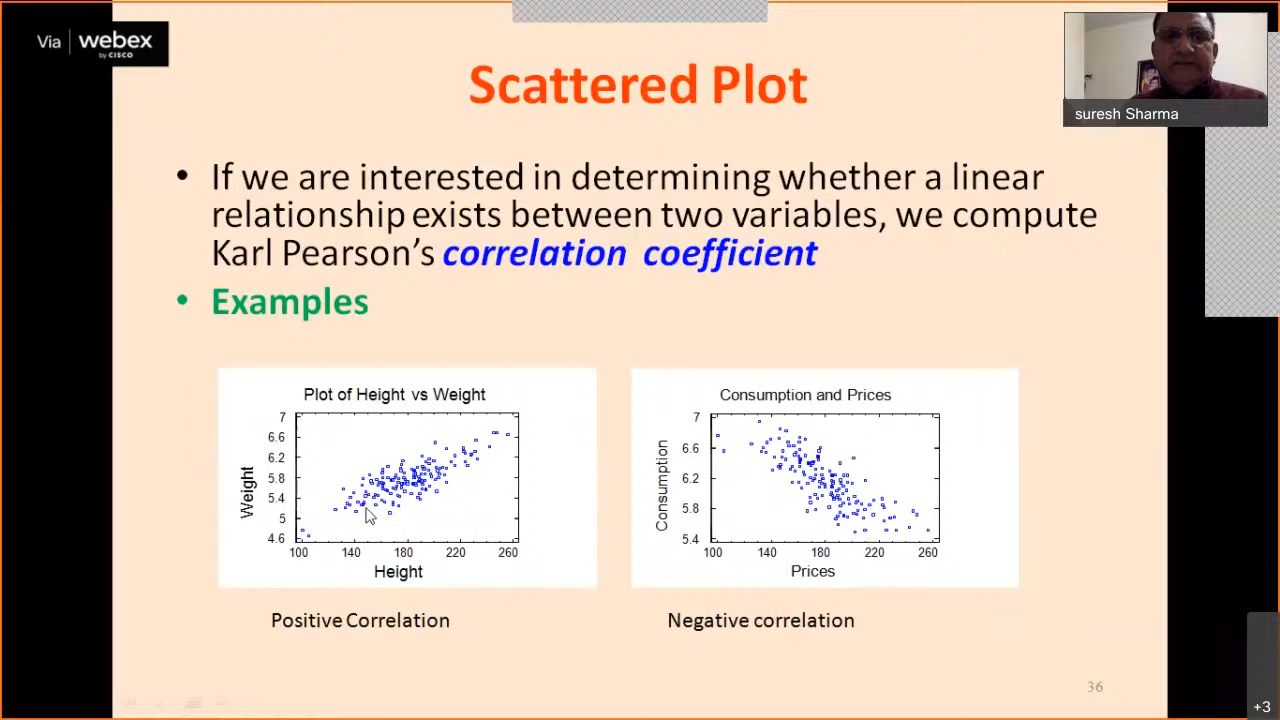 Via webex
by CISCO
suresh Sharma
Scattered Plot
• If we are interested in determining whether a linear
relationship exists between two variables, we compute
Karl Pearson's correlation coefficient
• Examples
Plot of Height vs Weight
7
6.6
6.2
5.8
5.4
5
4.6
Weight
100 140 180 220 260
Height
Positive Correlation
Consumption and Prices
7
6.6
6.2
5.8
5.4
Consumption
100 140 180 220 260
Prices
Negative correlation
36
+3